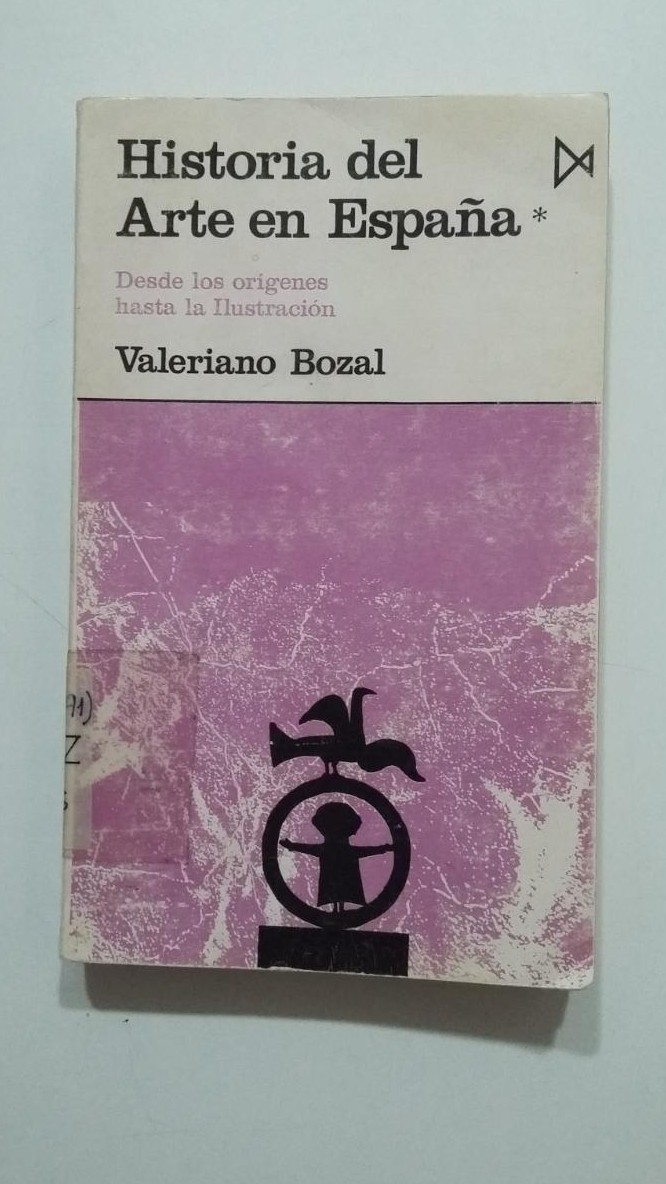 Historia del
Arte en España *
Desde los orígenes
hasta la Ilustración
Valeriano Bozal
Z